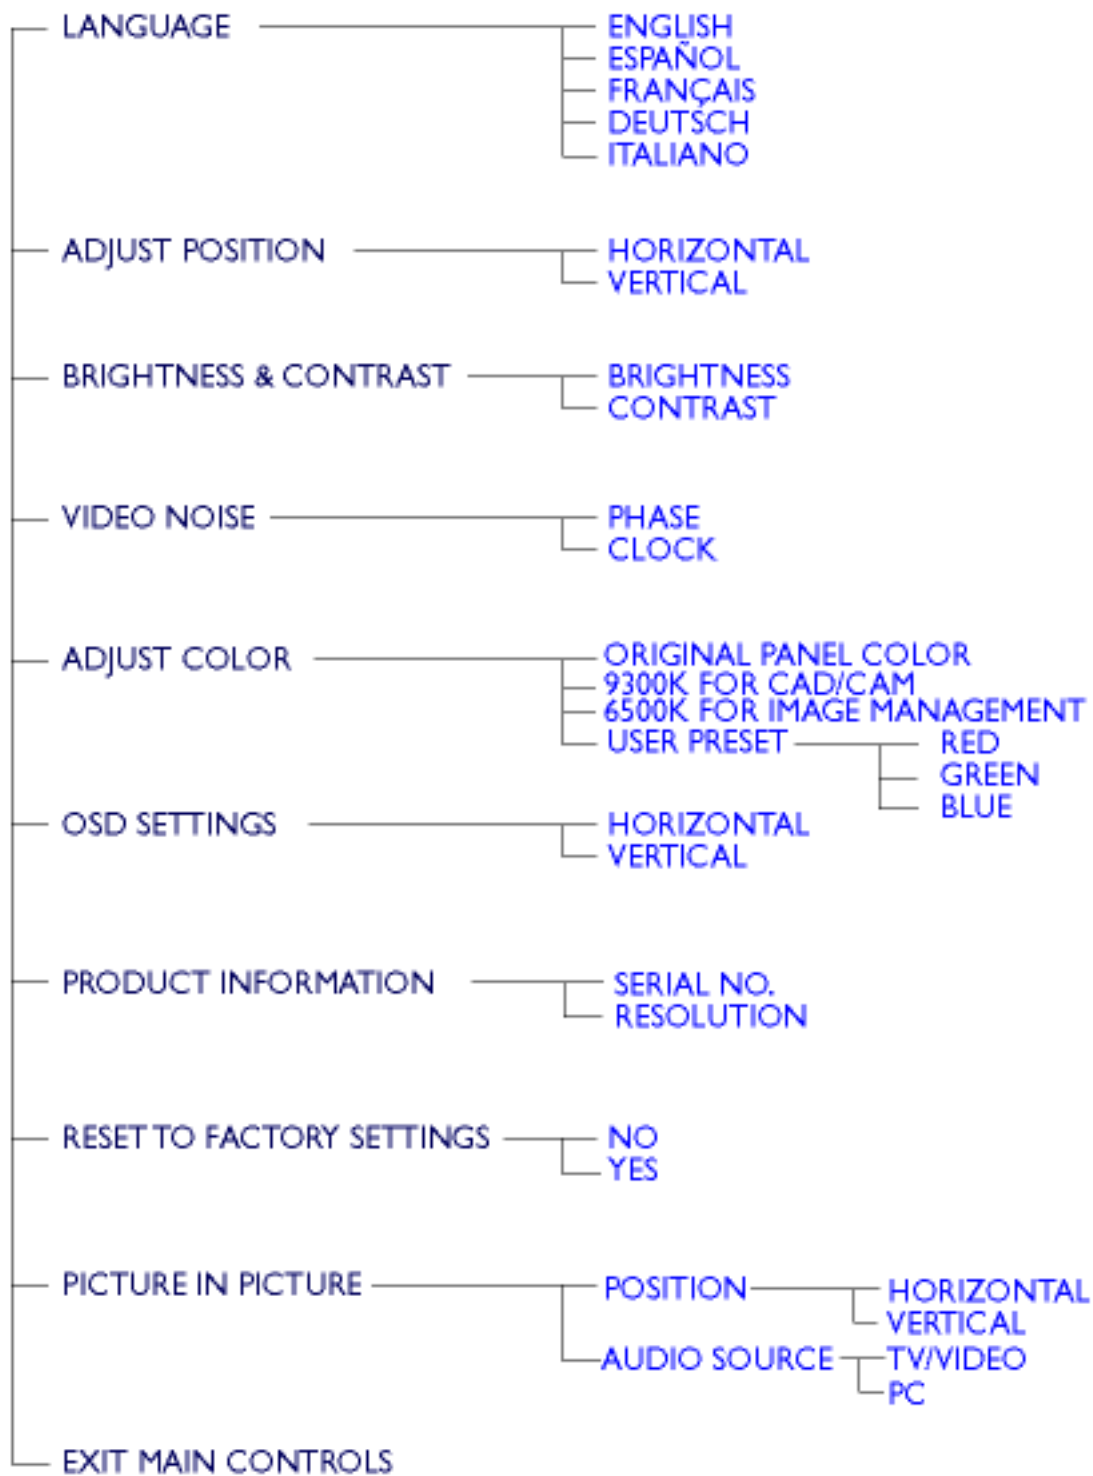 LANGUAGE ENGLISH
ESPAÑOL
FRANÇAIS
DEUTSCH
ITALIANO
ADJUST POSITION HORIZONTAL
VERTICAL
BRIGHTNESS & CONTRAST BRIGHTNESS
CONTRAST
VIDEO NOISE PHASE
CLOCK
ADJUST COLOR ORIGINAL PANEL COLOR
9300K FOR CAD/CAM
6500K FOR IMAGE MANAGEMENT
USER PRESET RED
GREEN
BLUE
OSD SETTINGS HORIZONTAL
VERTICAL
PRODUCT INFORMATION SERIAL NO.
RESOLUTION
RESET TO FACTORY SETTINGS NO
YES
PICTURE IN PICTURE POSITION HORIZONTAL
VERTICAL
AUDIO SOURCE TV/VIDEO
PC
EXIT MAIN CONTROLS